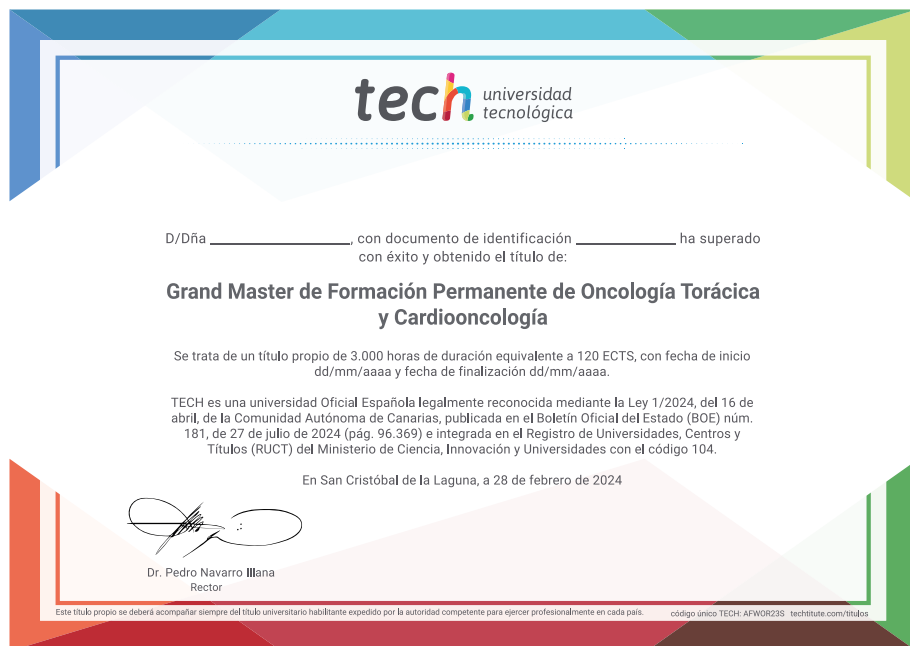 tech universidad
tecnológica
D/Dña ____________________, con documento de identificación ______________ ha superado
con éxito y obtenido el título de:
Grand Master de Formación Permanente de Oncología Torácica
y Cardiooncología
Se trata de un título propio de 3.000 horas de duración equivalente a 120 ECTS, con fecha de inicio
dd/mm/aaaa y fecha de finalización dd/mm/aaaa.
TECH es una universidad Oficial Española legalmente reconocida mediante la Ley 1/2024, del 16 de
abril, de la Comunidad Autónoma de Canarias, publicada en el Boletín Oficial del Estado (BOE) núm.
181, de 27 de julio de 2024 (pág. 96.369) e integrada en el Registro de Universidades, Centros y
Títulos (RUCT) del Ministerio de Ciencia, Innovación y Universidades con el código 104.
En San Cristóbal de la Laguna, a 28 de febrero de 2024
Dr. Pedro Navarro Illana
Rector
Este título propio se deberá acompañar siempre del título universitario habilitante expedido por la autoridad competente para ejercer profesionalmente en cada país. código único TECH: AFWOR23S techtitute.com/titulos